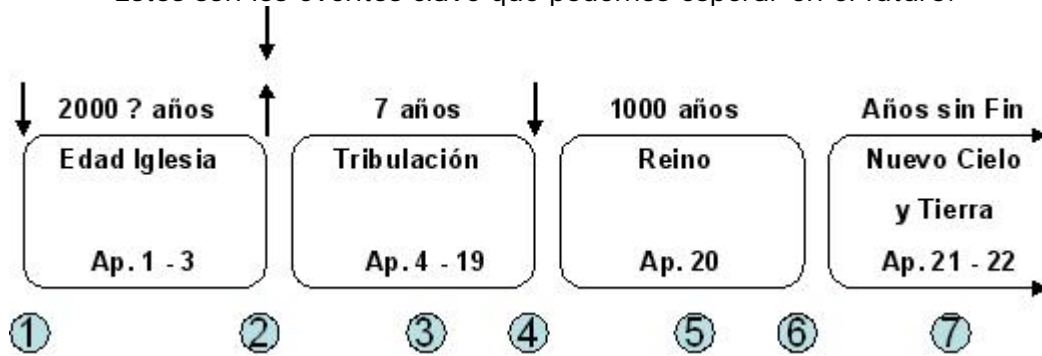 Estos son los eventos clave que podemos esperar en el futuro:
2000 ? años 7 años 1000 años Años sin Fin
Edad Iglesia Tribulación Reino Nuevo Cielo
y Tierra
Ap. 1 - 3 Ap. 4 - 19 Ap. 20 Ap. 21 - 22
1 2 3 4 5 6 7